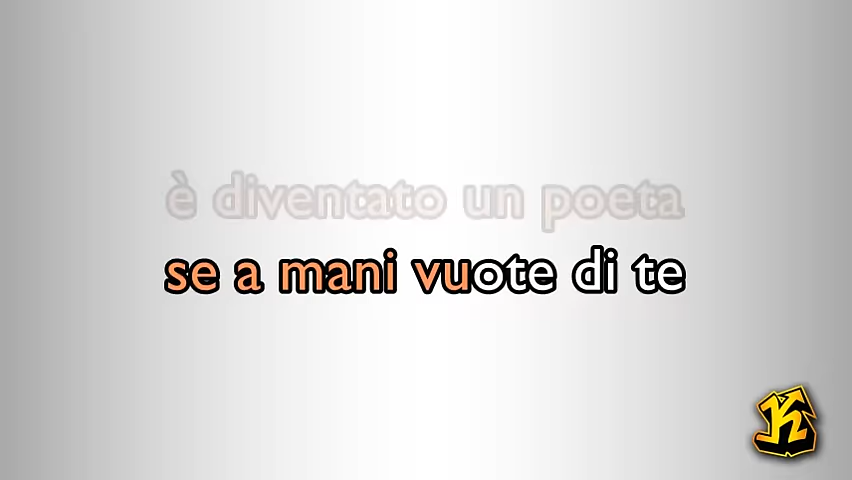 è diventato un poeta
se a mani vuote di te
K